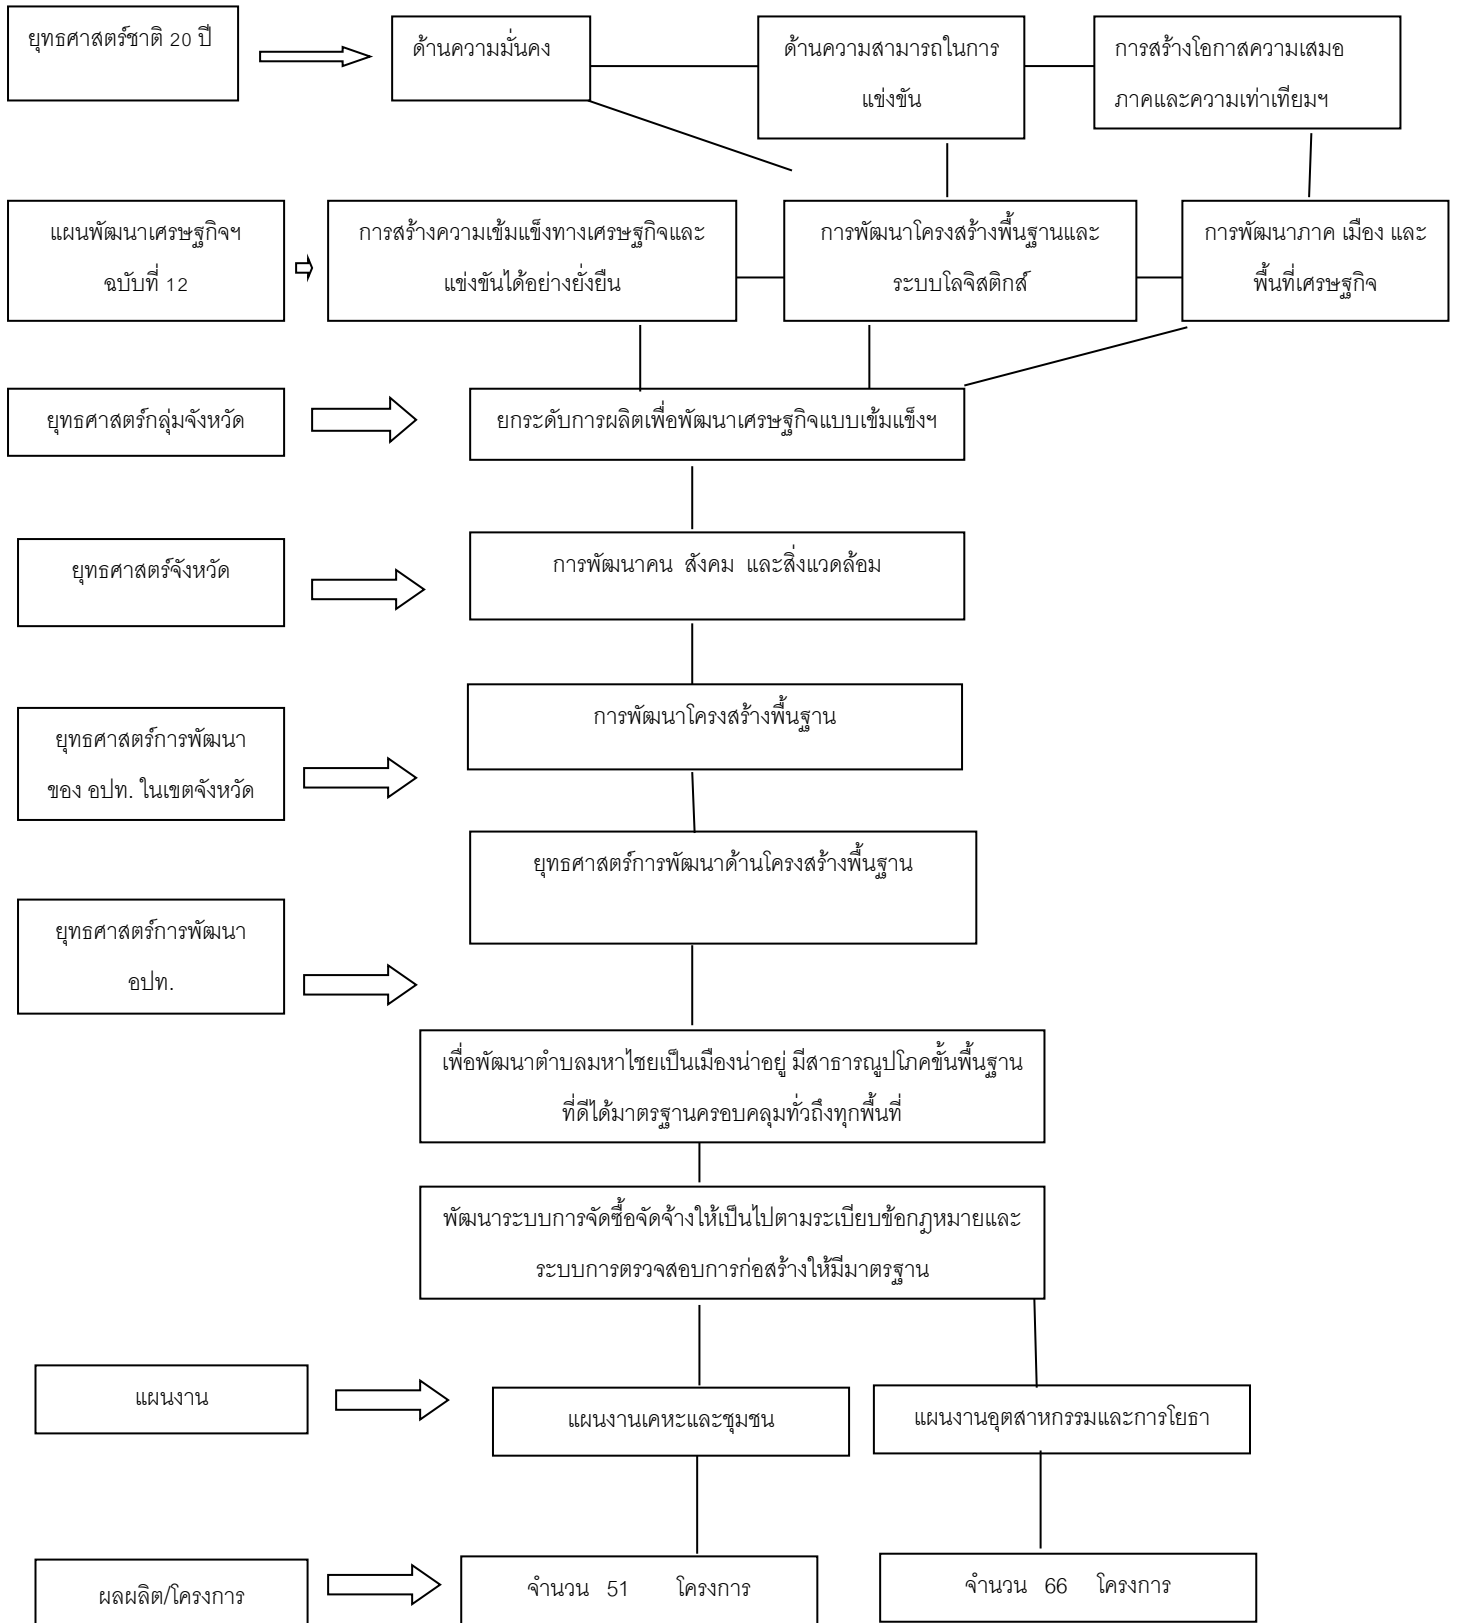 ยุทธศาสตร์ชาติ 20 ปี
ด้านความมั่นคง
ด้านความสามารถในการ
แข่งขัน
การสร้างโอกาสความเสมอ
ภาคและความเท่าเทียมฯ
แผนพัฒนาเศรษฐกิจฯ
ฉบับที่ 12
การสร้างความเข้มแข็งทางเศรษฐกิจและ
แข่งขันได้อย่างยั่งยืน
การพัฒนาโครงสร้างพื้นฐานและ
ระบบโลจิสติกส์
การพัฒนาภาค เมือง และ
พื้นที่เศรษฐกิจ
ยุทธศาสตร์กลุ่มจังหวัด
ยกระดับการผลิตเพื่อพัฒนาเศรษฐกิจแบบเข้มแข็งฯ
ยุทธศาสตร์จังหวัด
การพัฒนาคน สังคม และสิ่งแวดล้อม
ยุทธศาสตร์การพัฒนา
ของ อปท. ในเขตจังหวัด
การพัฒนาโครงสร้างพื้นฐาน
ยุทธศาสตร์การพัฒนาด้านโครงสร้างพื้นฐาน
ยุทธศาสตร์การพัฒนา
อปท.
เพื่อพัฒนาตำบลมหาไชยเป็นเมืองน่าอยู่ มีสาธารณูปโภคขั้นพื้นฐาน
ที่ดีได้มาตรฐานครอบคลุมทั่วถึงทุกพื้นที่
พัฒนาระบบการจัดซื้อจัดจ้างให้เป็นไปตามระเบียบข้อกฎหมายและ
ระบบการตรวจสอบการก่อสร้างให้มีมาตรฐาน
แผนงาน
แผนงานเคหะและชุมชน
แผนงานอุตสาหกรรมและการโยธา
ผลผลิต/โครงการ
จำนวน 51 โครงการ
จำนวน 66 โครงการ